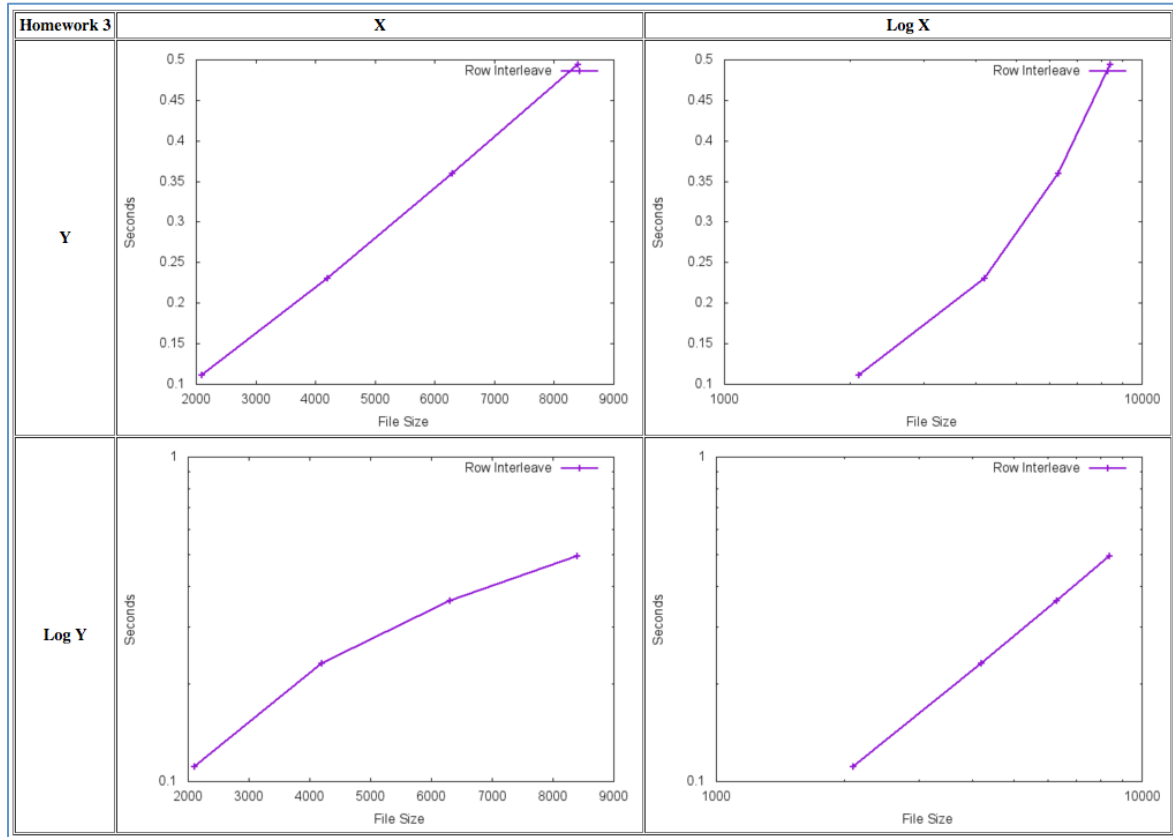 Homework 3 X Log X
Y
Row Interleave
0.5
0.45
0.4
0.35
0.3
0.25
0.2
0.15
0.1
Seconds
2000 3000 4000 5000 6000 7000 8000 9000
File Size
Row Interleave
0.5
0.45
0.4
0.35
0.3
0.25
0.2
0.15
0.1
Seconds
1000 10000
File Size
Log Y
Row Interleave
1
0.1
Seconds
2000 3000 4000 5000 6000 7000 8000 9000
File Size
Row Interleave
1
0.1
Seconds
1000 10000
File Size